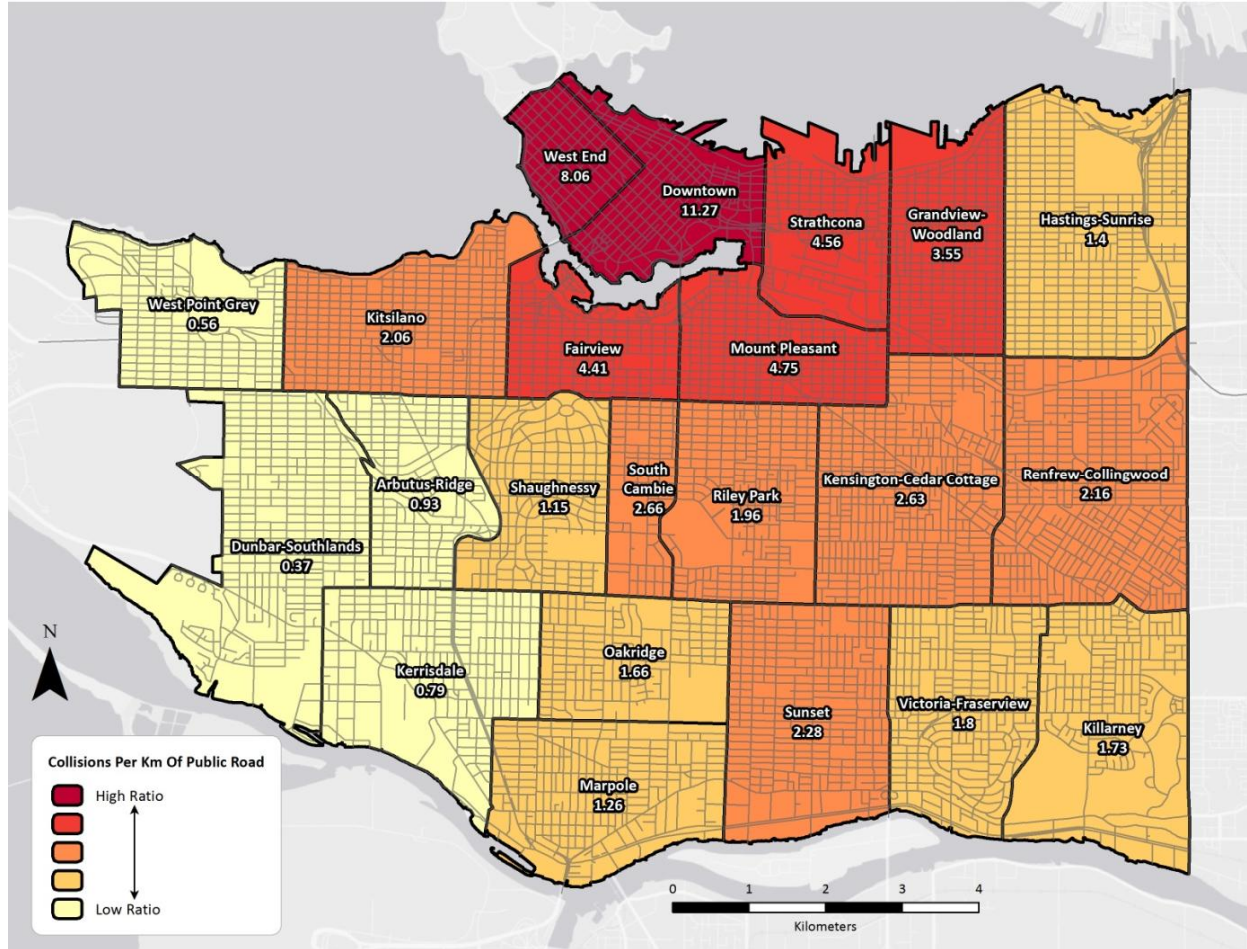 West End
8.06
Downtown
11.27
Strathcona
4.56
Grandview-
Woodland
3.55
Hastings-Sunrise
1.4
West Point Grey
0.56
Kitsilano
2.06
Fairview
4.41
Mount Pleasant
4.75
Arbutus-Ridge
0.93
Shaughnessy
1.15
South
Cambie
2.66
Riley Park
1.96
Kensington-Cedar Cottage
2.63
Renfrew-Collingwood
2.16
Dunbar-Southlands
0.37
Kerrisdale
0.79
Oakridge
1.66
Sunset
2.28
Victoria-Fraserview
1.8
Killarney
1.73
Marpole
1.26
N
Collisions Per Km Of Public Road
High Ratio
Low Ratio
0 1 2 3 4
Kilometers